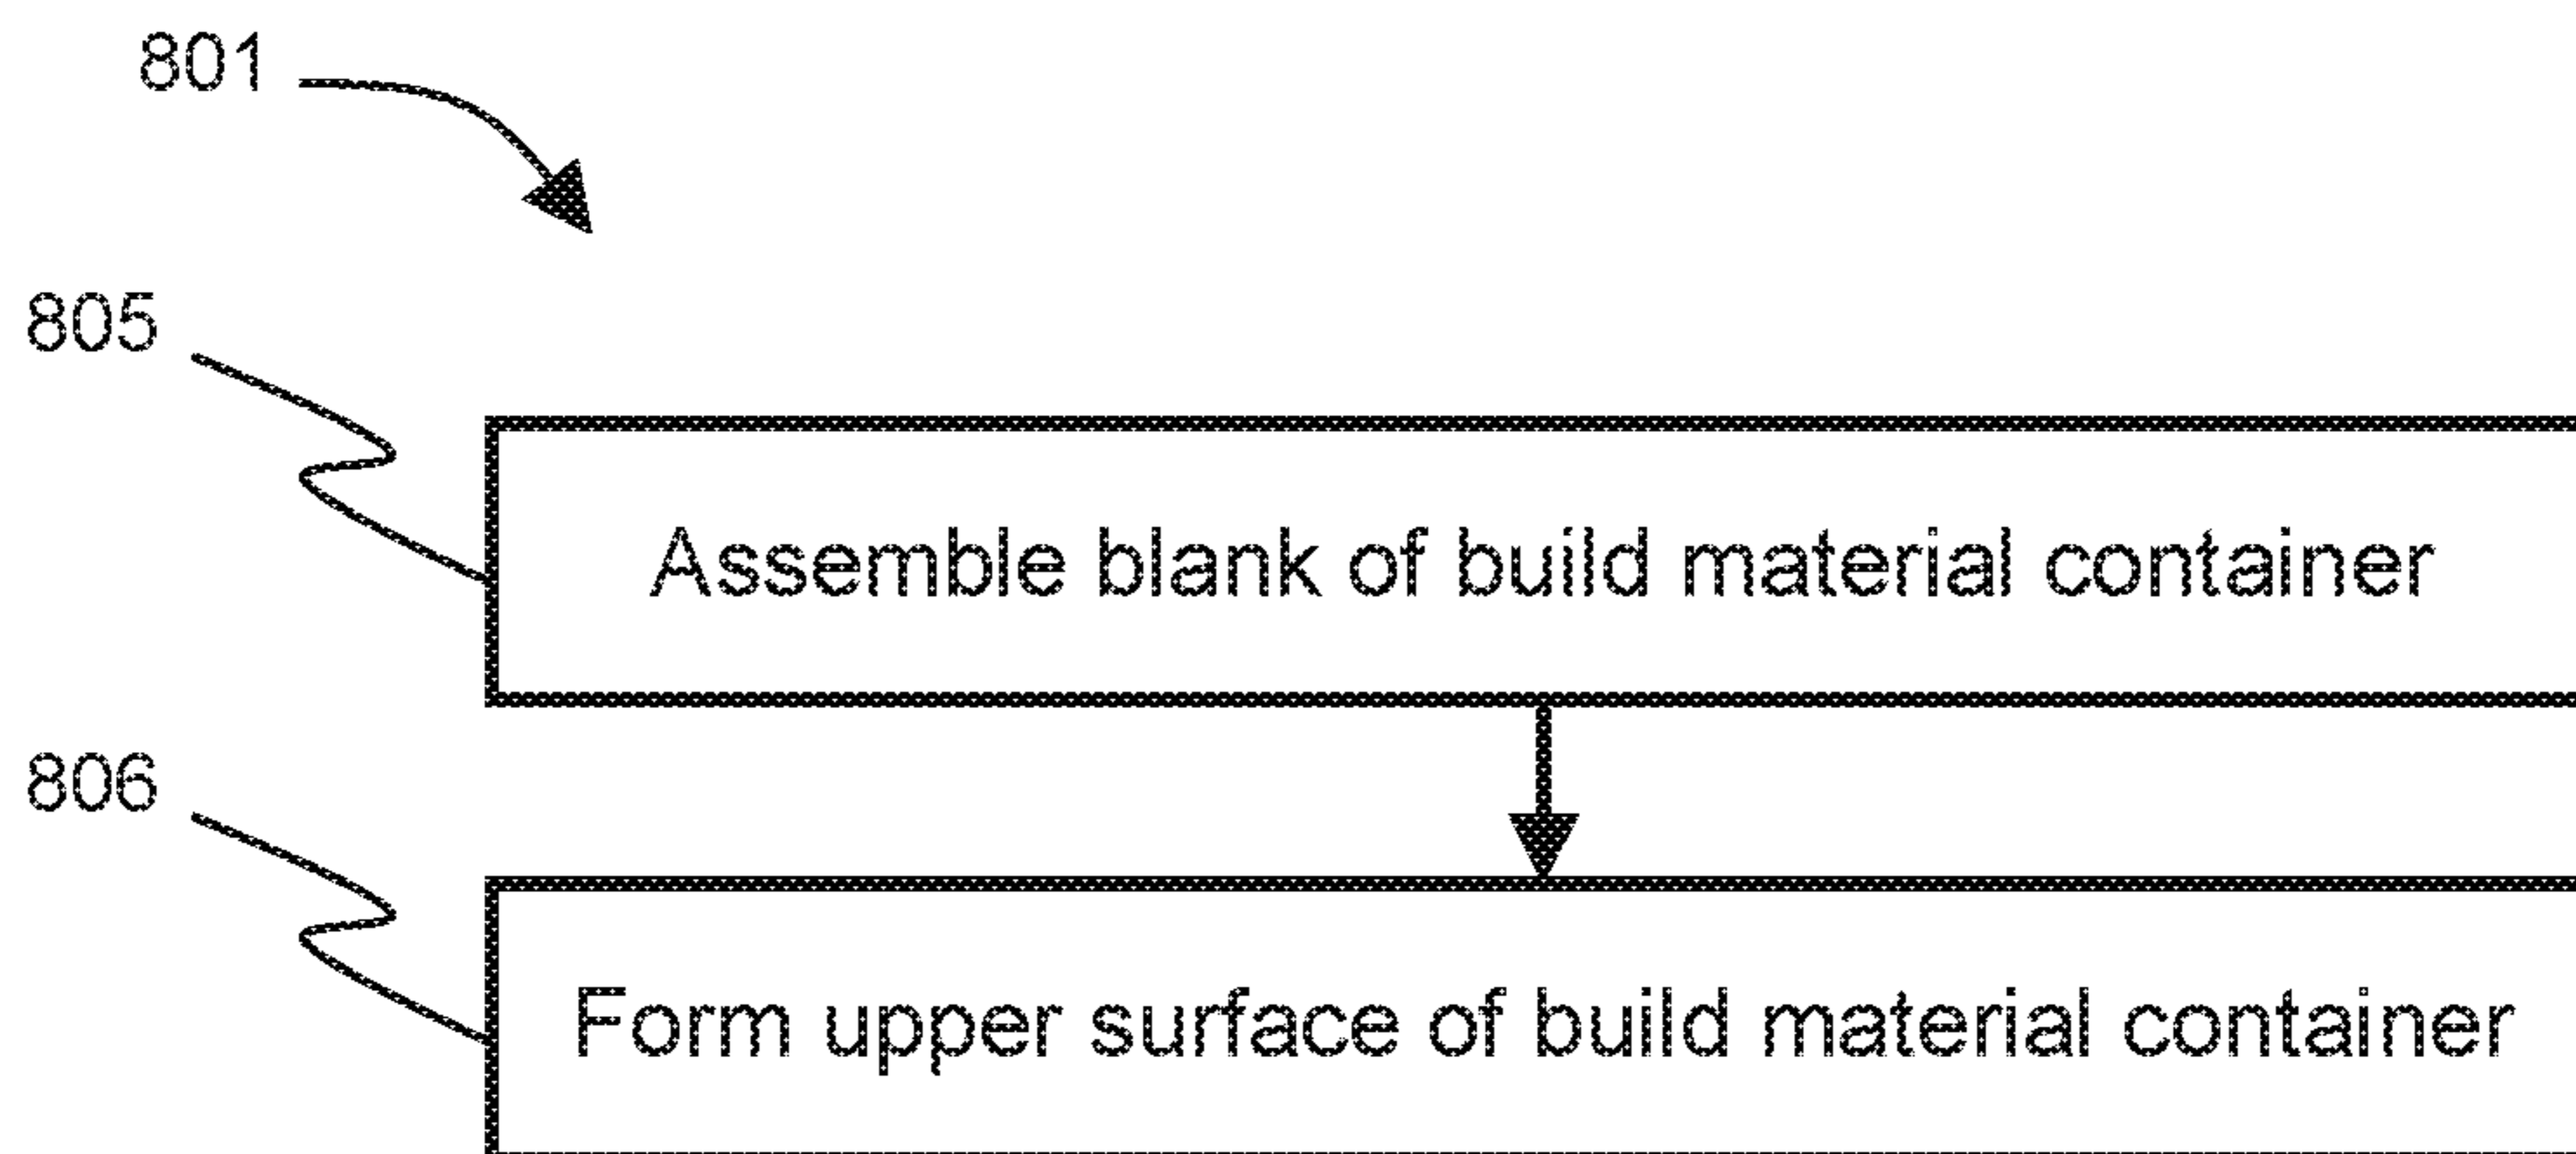 801
805
Assemble blank of build material container
806
Form upper surface of build material container